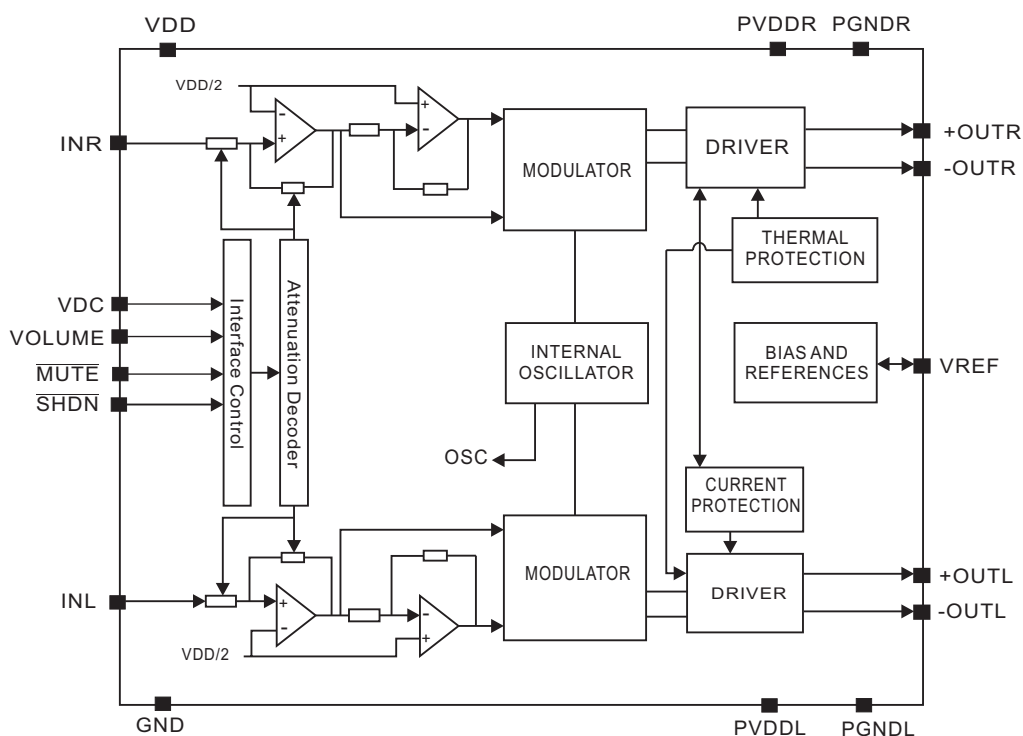 VDD
PVDDR
PGNDR
VDD/2
INR
-
+
+
-
MODULATOR
DRIVER
+OUTR
-OUTR
THERMAL
PROTECTION
VDC
VOLUME
MUTE
SHDN
Interface Control
Attenuation Decoder
INTERNAL
OSCILLATOR
BIAS AND
REFERENCES
VREF
OSC
CURRENT
PROTECTION
MODULATOR
DRIVER
+OUTL
-OUTL
INL
+
-
-
+
VDD/2
GND
PVDDL
PGNDL